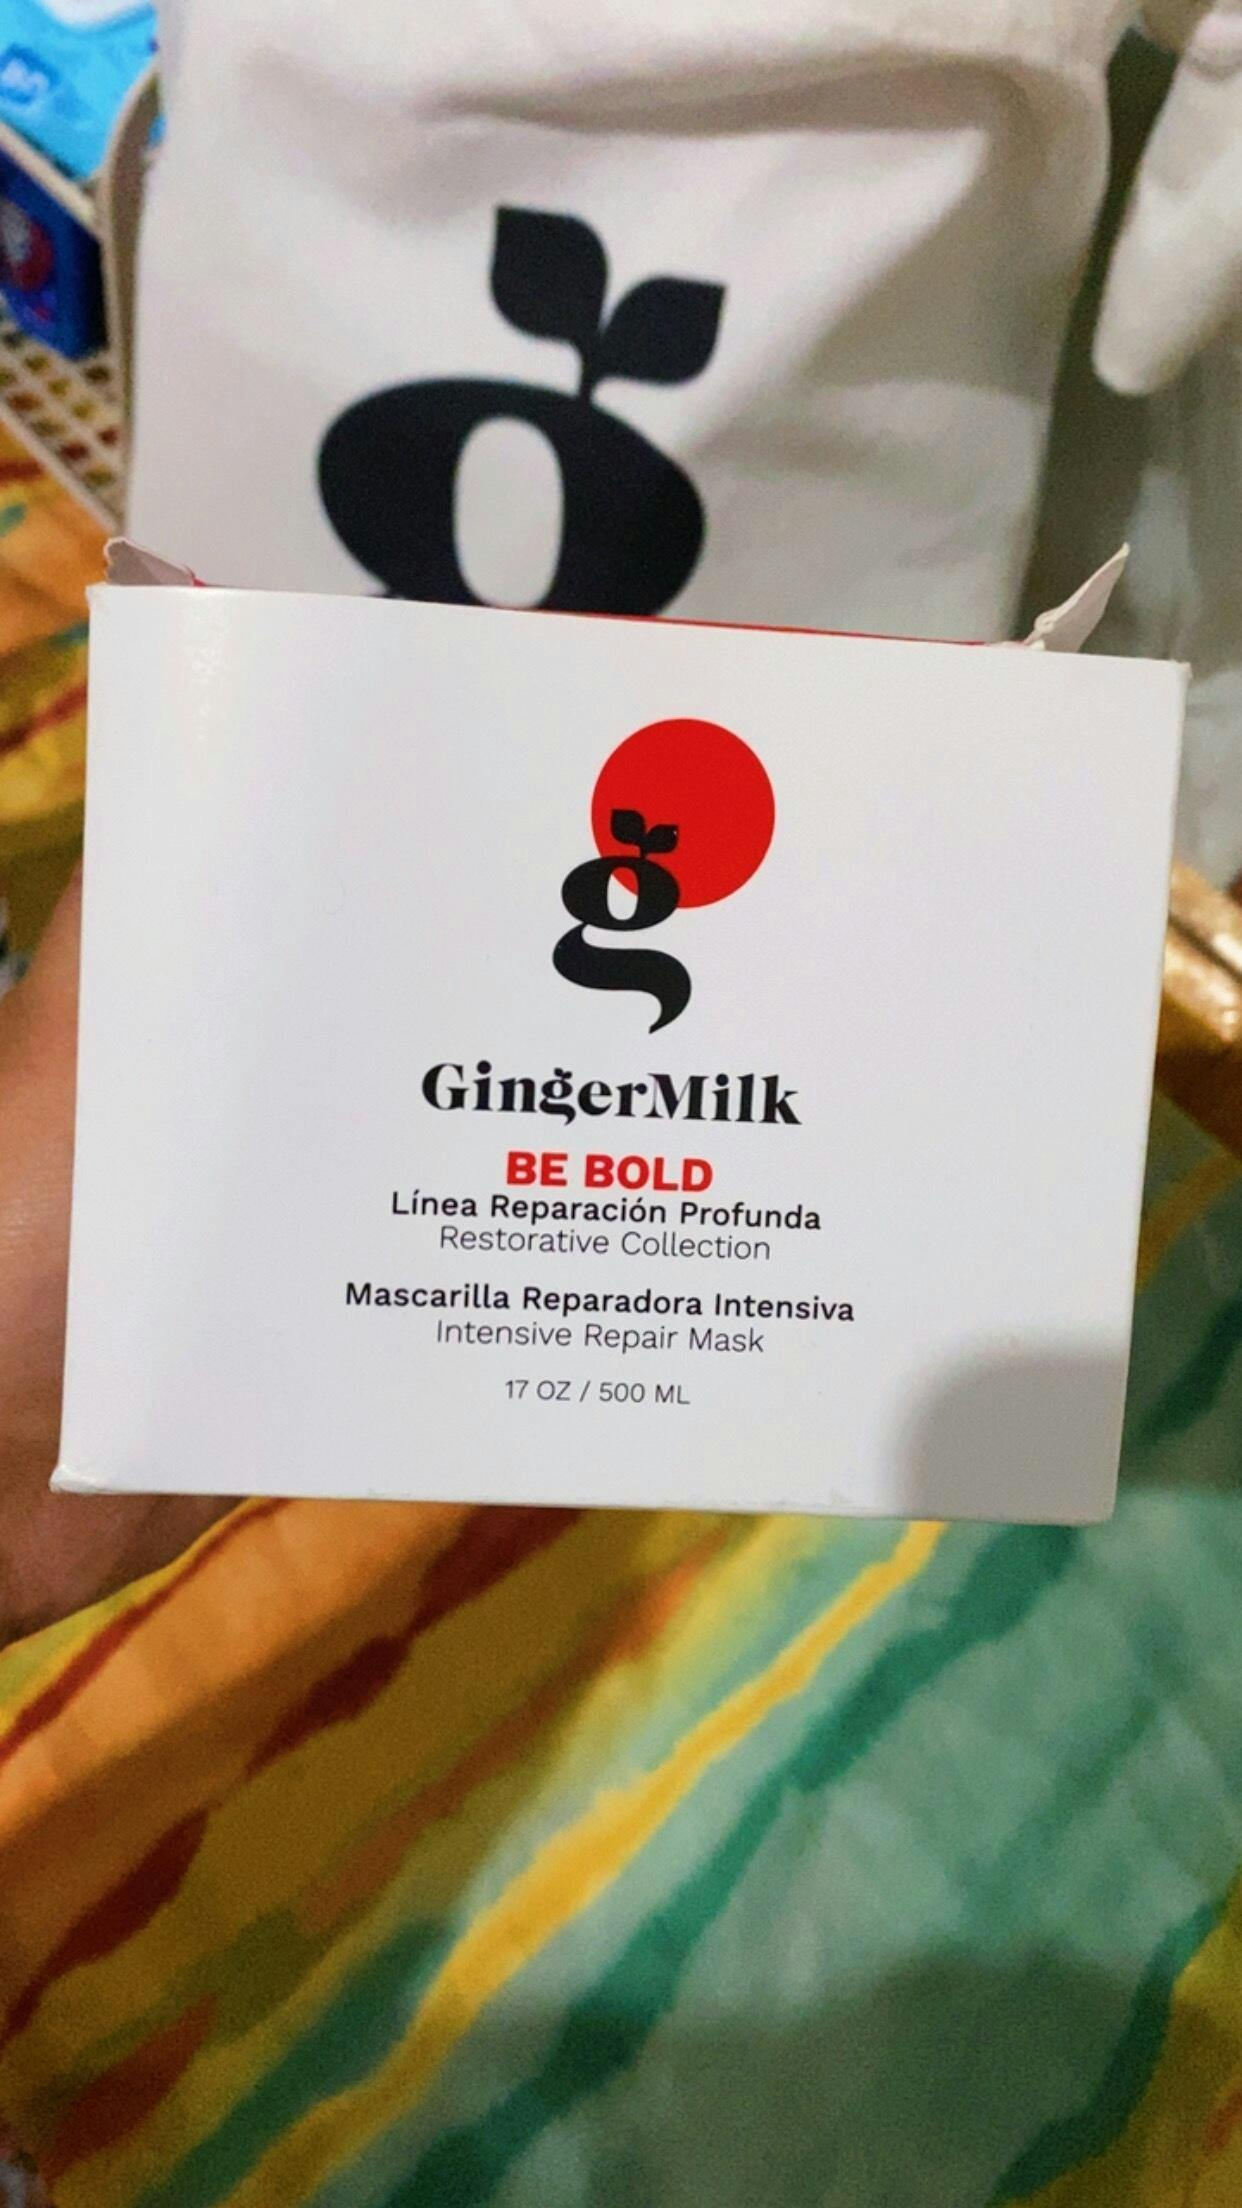 g
g
GingerMilk
BE BOLD
Línea Reparación Profunda
Restorative Collection
Mascarilla Reparadora Intensiva
Intensive Repair Mask
17 OZ / 500 ML